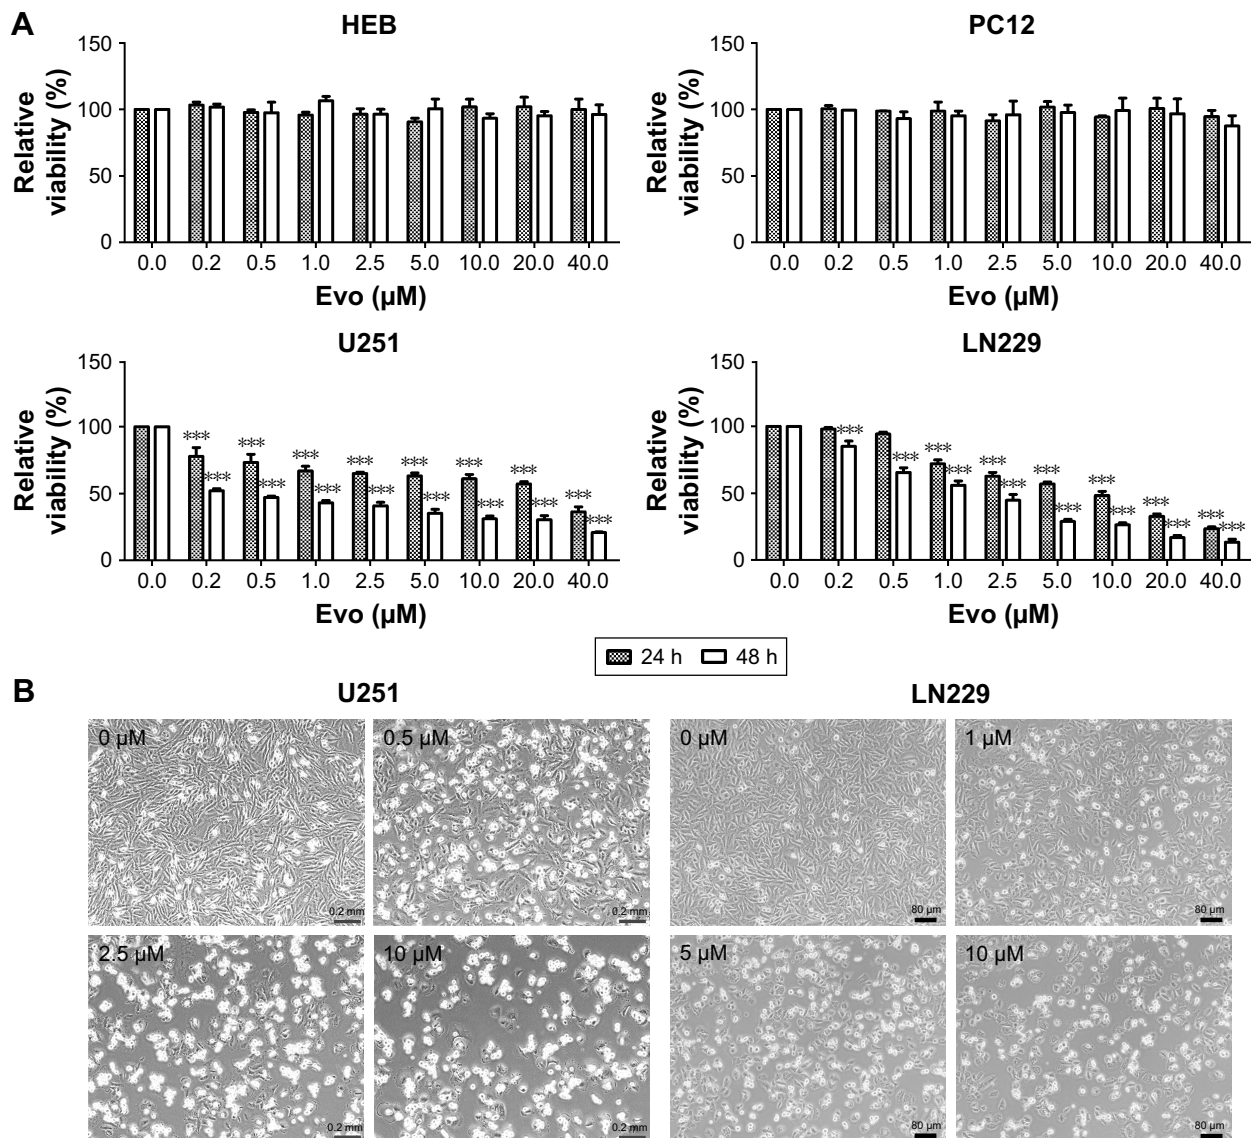 A
HEB
PC12
Relative viability (%)
150
100
50
0
0.0 0.2 0.5 1.0 2.5 5.0 10.0 20.0 40.0
Evo (µM)
Relative viability (%)
150
100
50
0
0.0 0.2 0.5 1.0 2.5 5.0 10.0 20.0 40.0
Evo (µM)
U251
Relative viability (%)
150
100
50
0
*** *** *** *** *** *** *** ***
*** *** *** *** *** *** *** ***
0.0 0.2 0.5 1.0 2.5 5.0 10.0 20.0 40.0
Evo (µM)
LN229
Relative viability (%)
150
100
50
0
*** *** *** *** *** *** ***
*** *** *** *** *** *** ***
0.0 0.2 0.5 1.0 2.5 5.0 10.0 20.0 40.0
Evo (µM)
24 h 48 h
B
U251
LN229
0 µM
0.2 mm
0.5 µM
0.2 mm
0 µM
80 µm
1 µM
80 µm
2.5 µM
0.2 mm
10 µM
0.2 mm
5 µM
80 µm
10 µM
80 µm